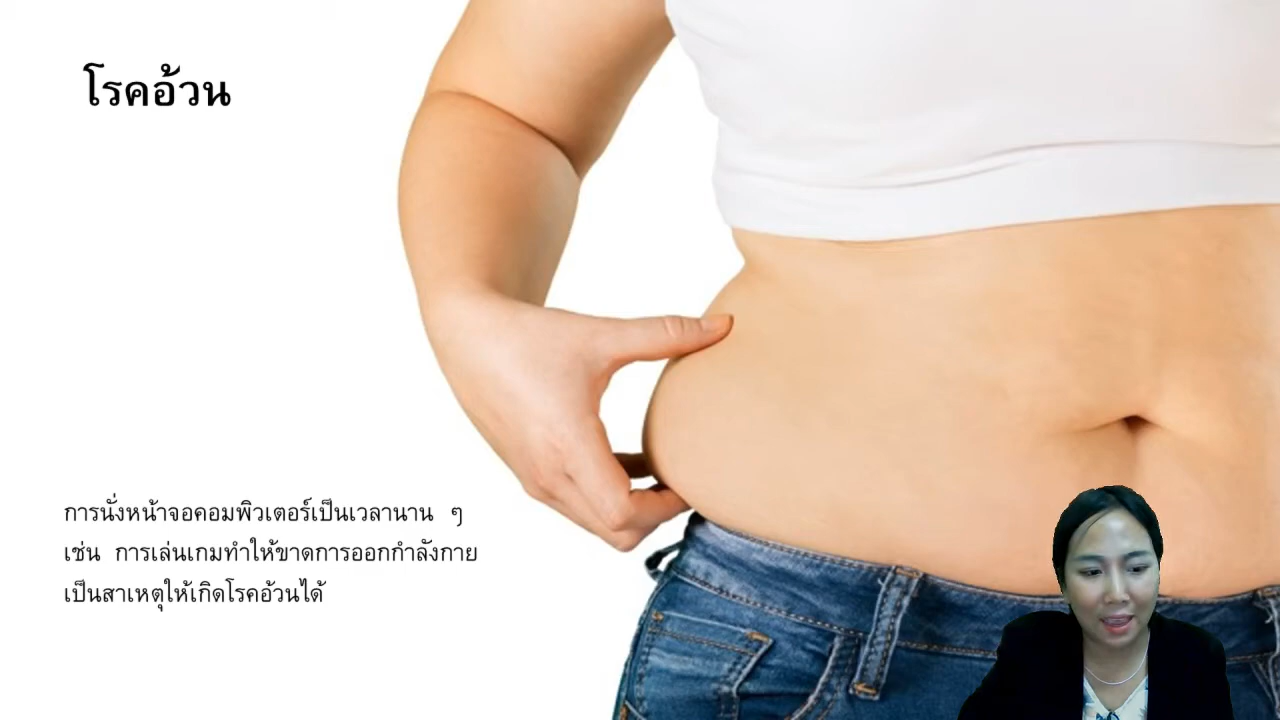 โรคอ้วน
การนั่งหน้าจอคอมพิวเตอร์เป็นเวลานาน ๆ
เช่น การเล่นเกมทำให้ขาดการออกกำลังกาย
เป็นสาเหตุให้เกิดโรคอ้วนได้